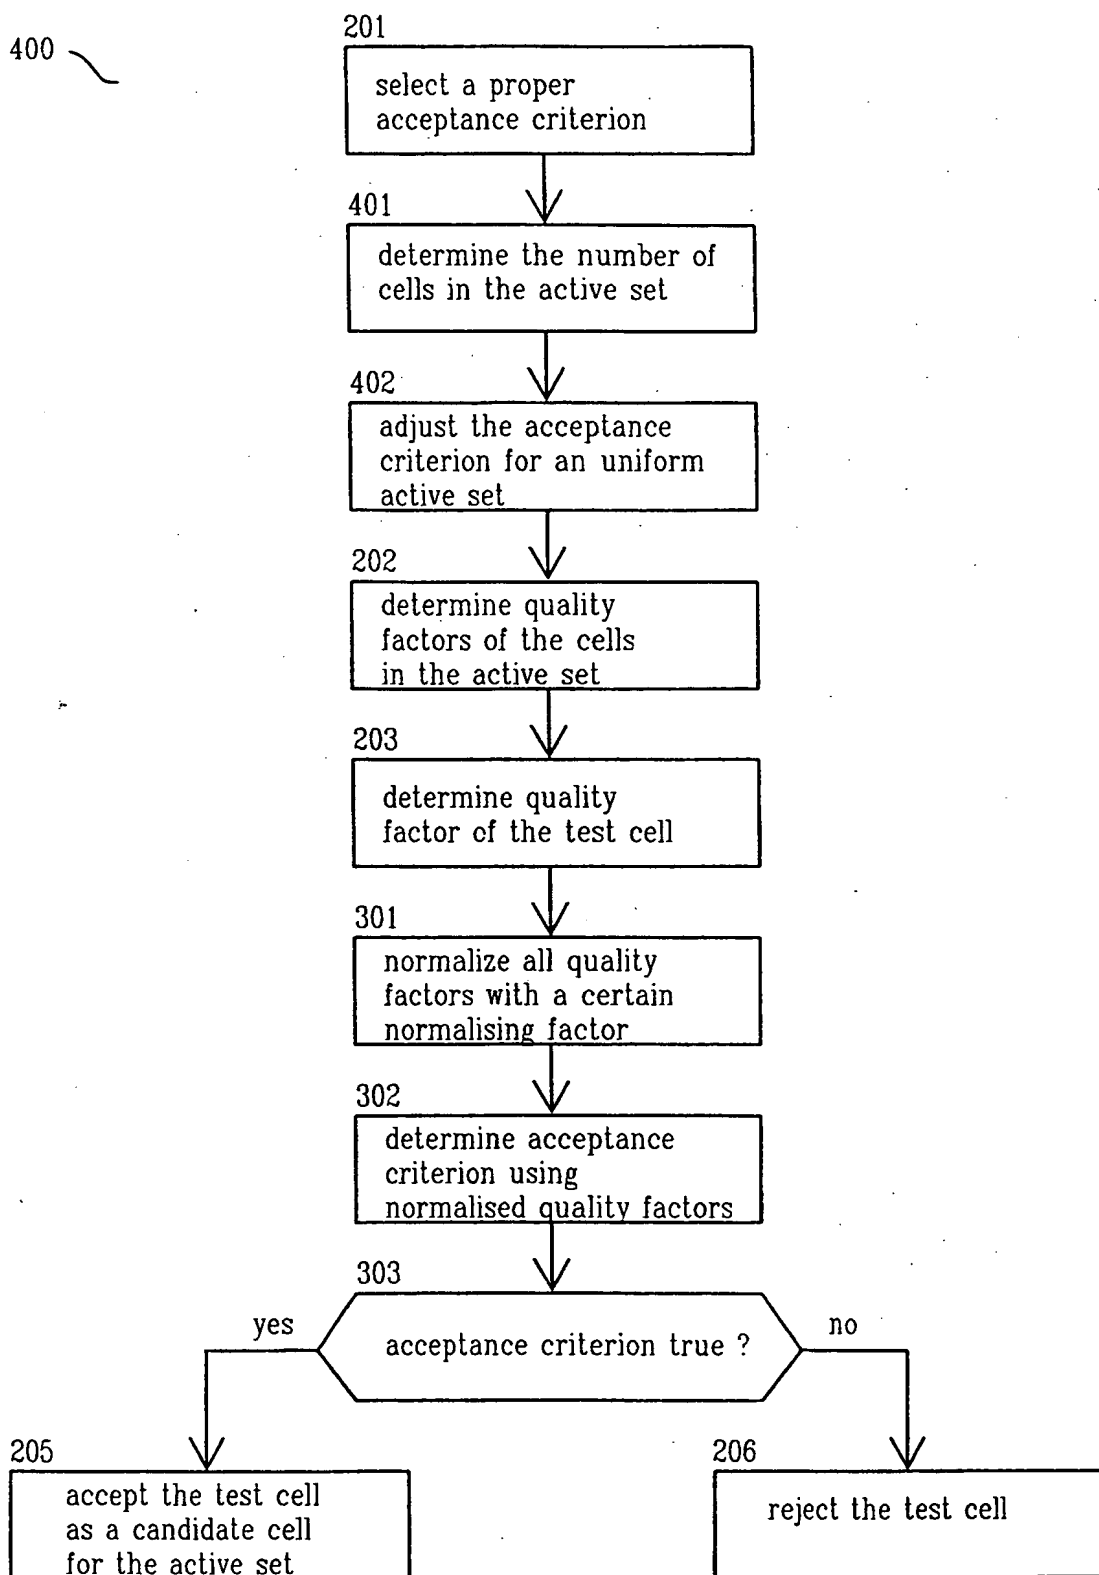 400
201
select a proper
acceptance criterion
401
determine the number of
cells in the active set
402
adjust the acceptance
criterion for an uniform
active set
202
determine quality
factors of the cells
in the active set
203
determine quality
factor of the test cell
301
normalize all quality
factors with a certain
normalising factor
302
determine acceptance
criterion using
normalised quality factors
303
yes
acceptance criterion true ?
no
205
accept the test cell
as a candidate cell
for the active set
206
reject the test cell